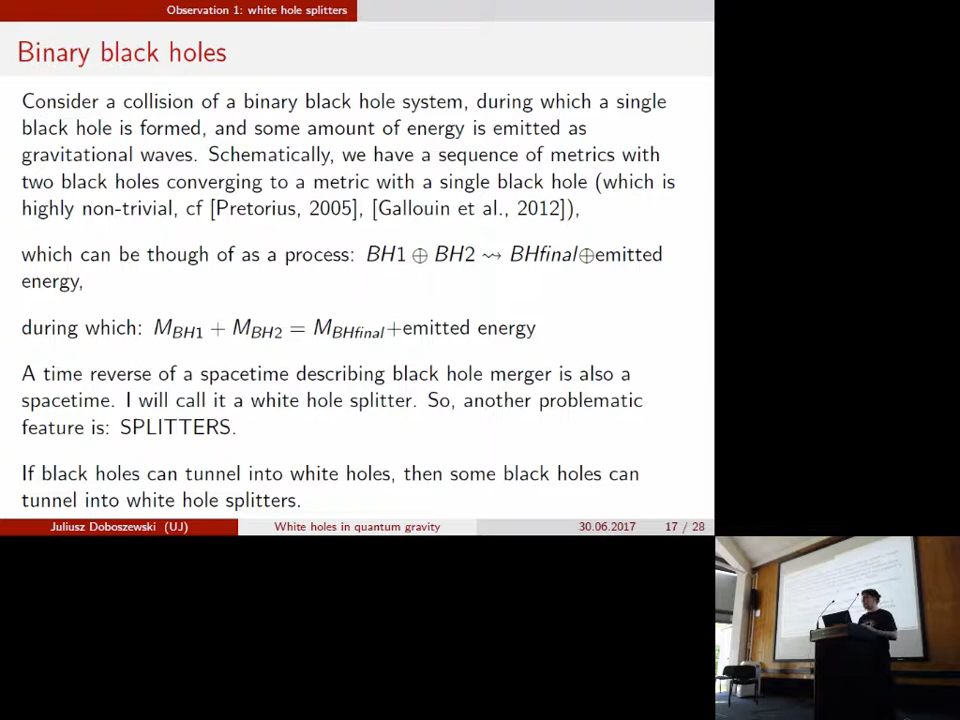 Observation 1: white hole splitters
Binary black holes
Consider a collision of a binary black hole system, during which a single
black hole is formed, and some amount of energy is emitted as
gravitational waves. Schematically, we have a sequence of metrics with
two black holes converging to a metric with a single black hole (which is
highly non-trivial, cf [Pretorius, 2005], [Gallouin et al., 2012]),
which can be though of as a process: BH1 ⊕ BH2 ⇝ BHfinal⊕emitted
energy,
during which: M_BH1 + M_BH2 = M_BHfinal+emitted energy
A time reverse of a spacetime describing black hole merger is also a
spacetime. I will call it a white hole splitter. So, another problematic
feature is: SPLITTERS.
If black holes can tunnel into white holes, then some black holes can
tunnel into white hole splitters.
Juliusz Doboszewski (UJ) White holes in quantum gravity 30.06.2017 17 / 28